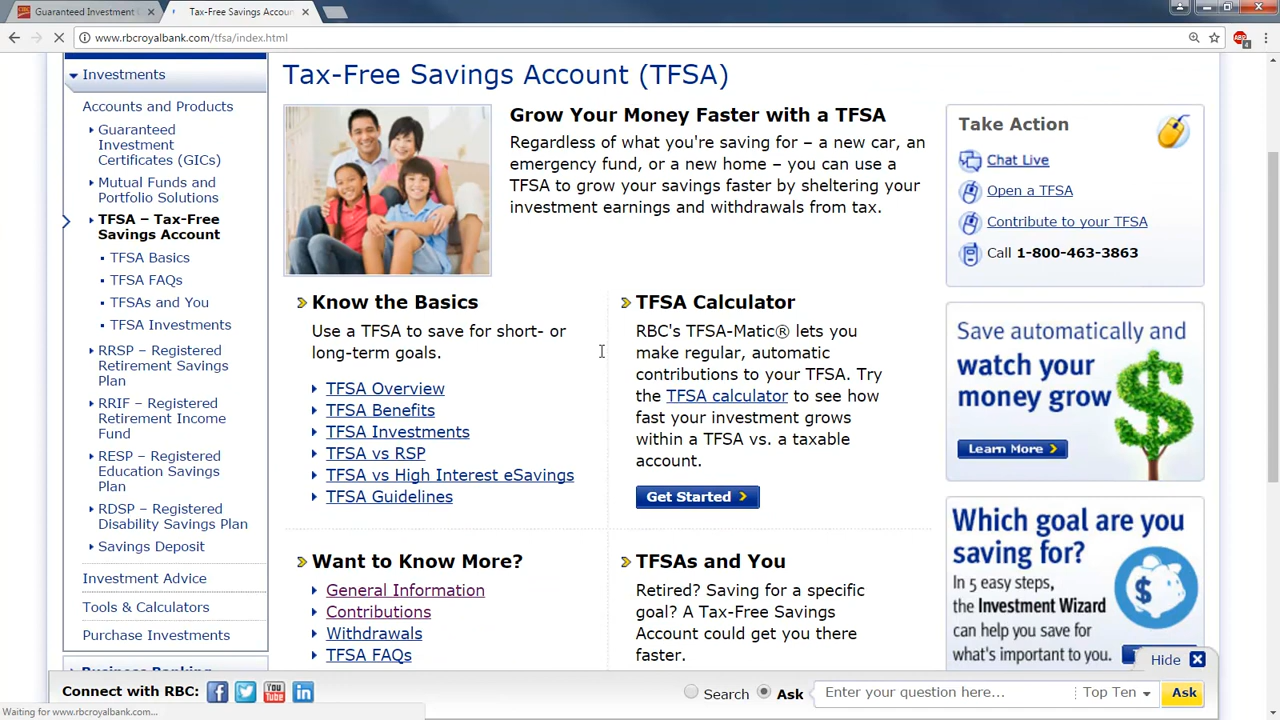 Guaranteed Investment
Tax-Free Savings Accoun
www.rbcroyalbank.com/tfsa/index.html
Investments
Accounts and Products
Guaranteed
Investment
Certificates (GICs)
Mutual Funds and
Portfolio Solutions
TFSA – Tax-Free
Savings Account
TFSA Basics
TFSA FAQs
TFSAs and You
TFSA Investments
RRSP – Registered
Retirement Savings
Plan
RRIF – Registered
Retirement Income
Fund
RESP – Registered
Education Savings
Plan
RDSP – Registered
Disability Savings Plan
Savings Deposit
Investment Advice
Tools & Calculators
Purchase Investments
Business Banking
Tax-Free Savings Account (TFSA)
Grow Your Money Faster with a TFSA
Regardless of what you're saving for – a new car, an
emergency fund, or a new home – you can use a
TFSA to grow your savings faster by sheltering your
investment earnings and withdrawals from tax.
Know the Basics
Use a TFSA to save for short- or
long-term goals.
TFSA Overview
TFSA Benefits
TFSA Investments
TFSA vs RSP
TFSA vs High Interest eSavings
TFSA Guidelines
TFSA Calculator
RBC's TFSA-Matic® lets you
make regular, automatic
contributions to your TFSA. Try
the TFSA calculator to see how
fast your investment grows
within a TFSA vs. a taxable
account.
Get Started
Want to Know More?
General Information
Contributions
Withdrawals
TFSA FAQs
TFSAs and You
Retired? Saving for a specific
goal? A Tax-Free Savings
Account could get you there
faster.
Take Action
Chat Live
Open a TFSA
Contribute to your TFSA
Call 1-800-463-3863
Save automatically and
watch your
money grow
Learn More
Which goal are you
saving for?
In 5 easy steps,
the Investment Wizard
can help you save for
what's important to you.
Hide
Connect with RBC:
You
Tube
Search
Ask
Enter your question here...
Top Ten
Ask
Waiting for www.rbcroyalbank.com...